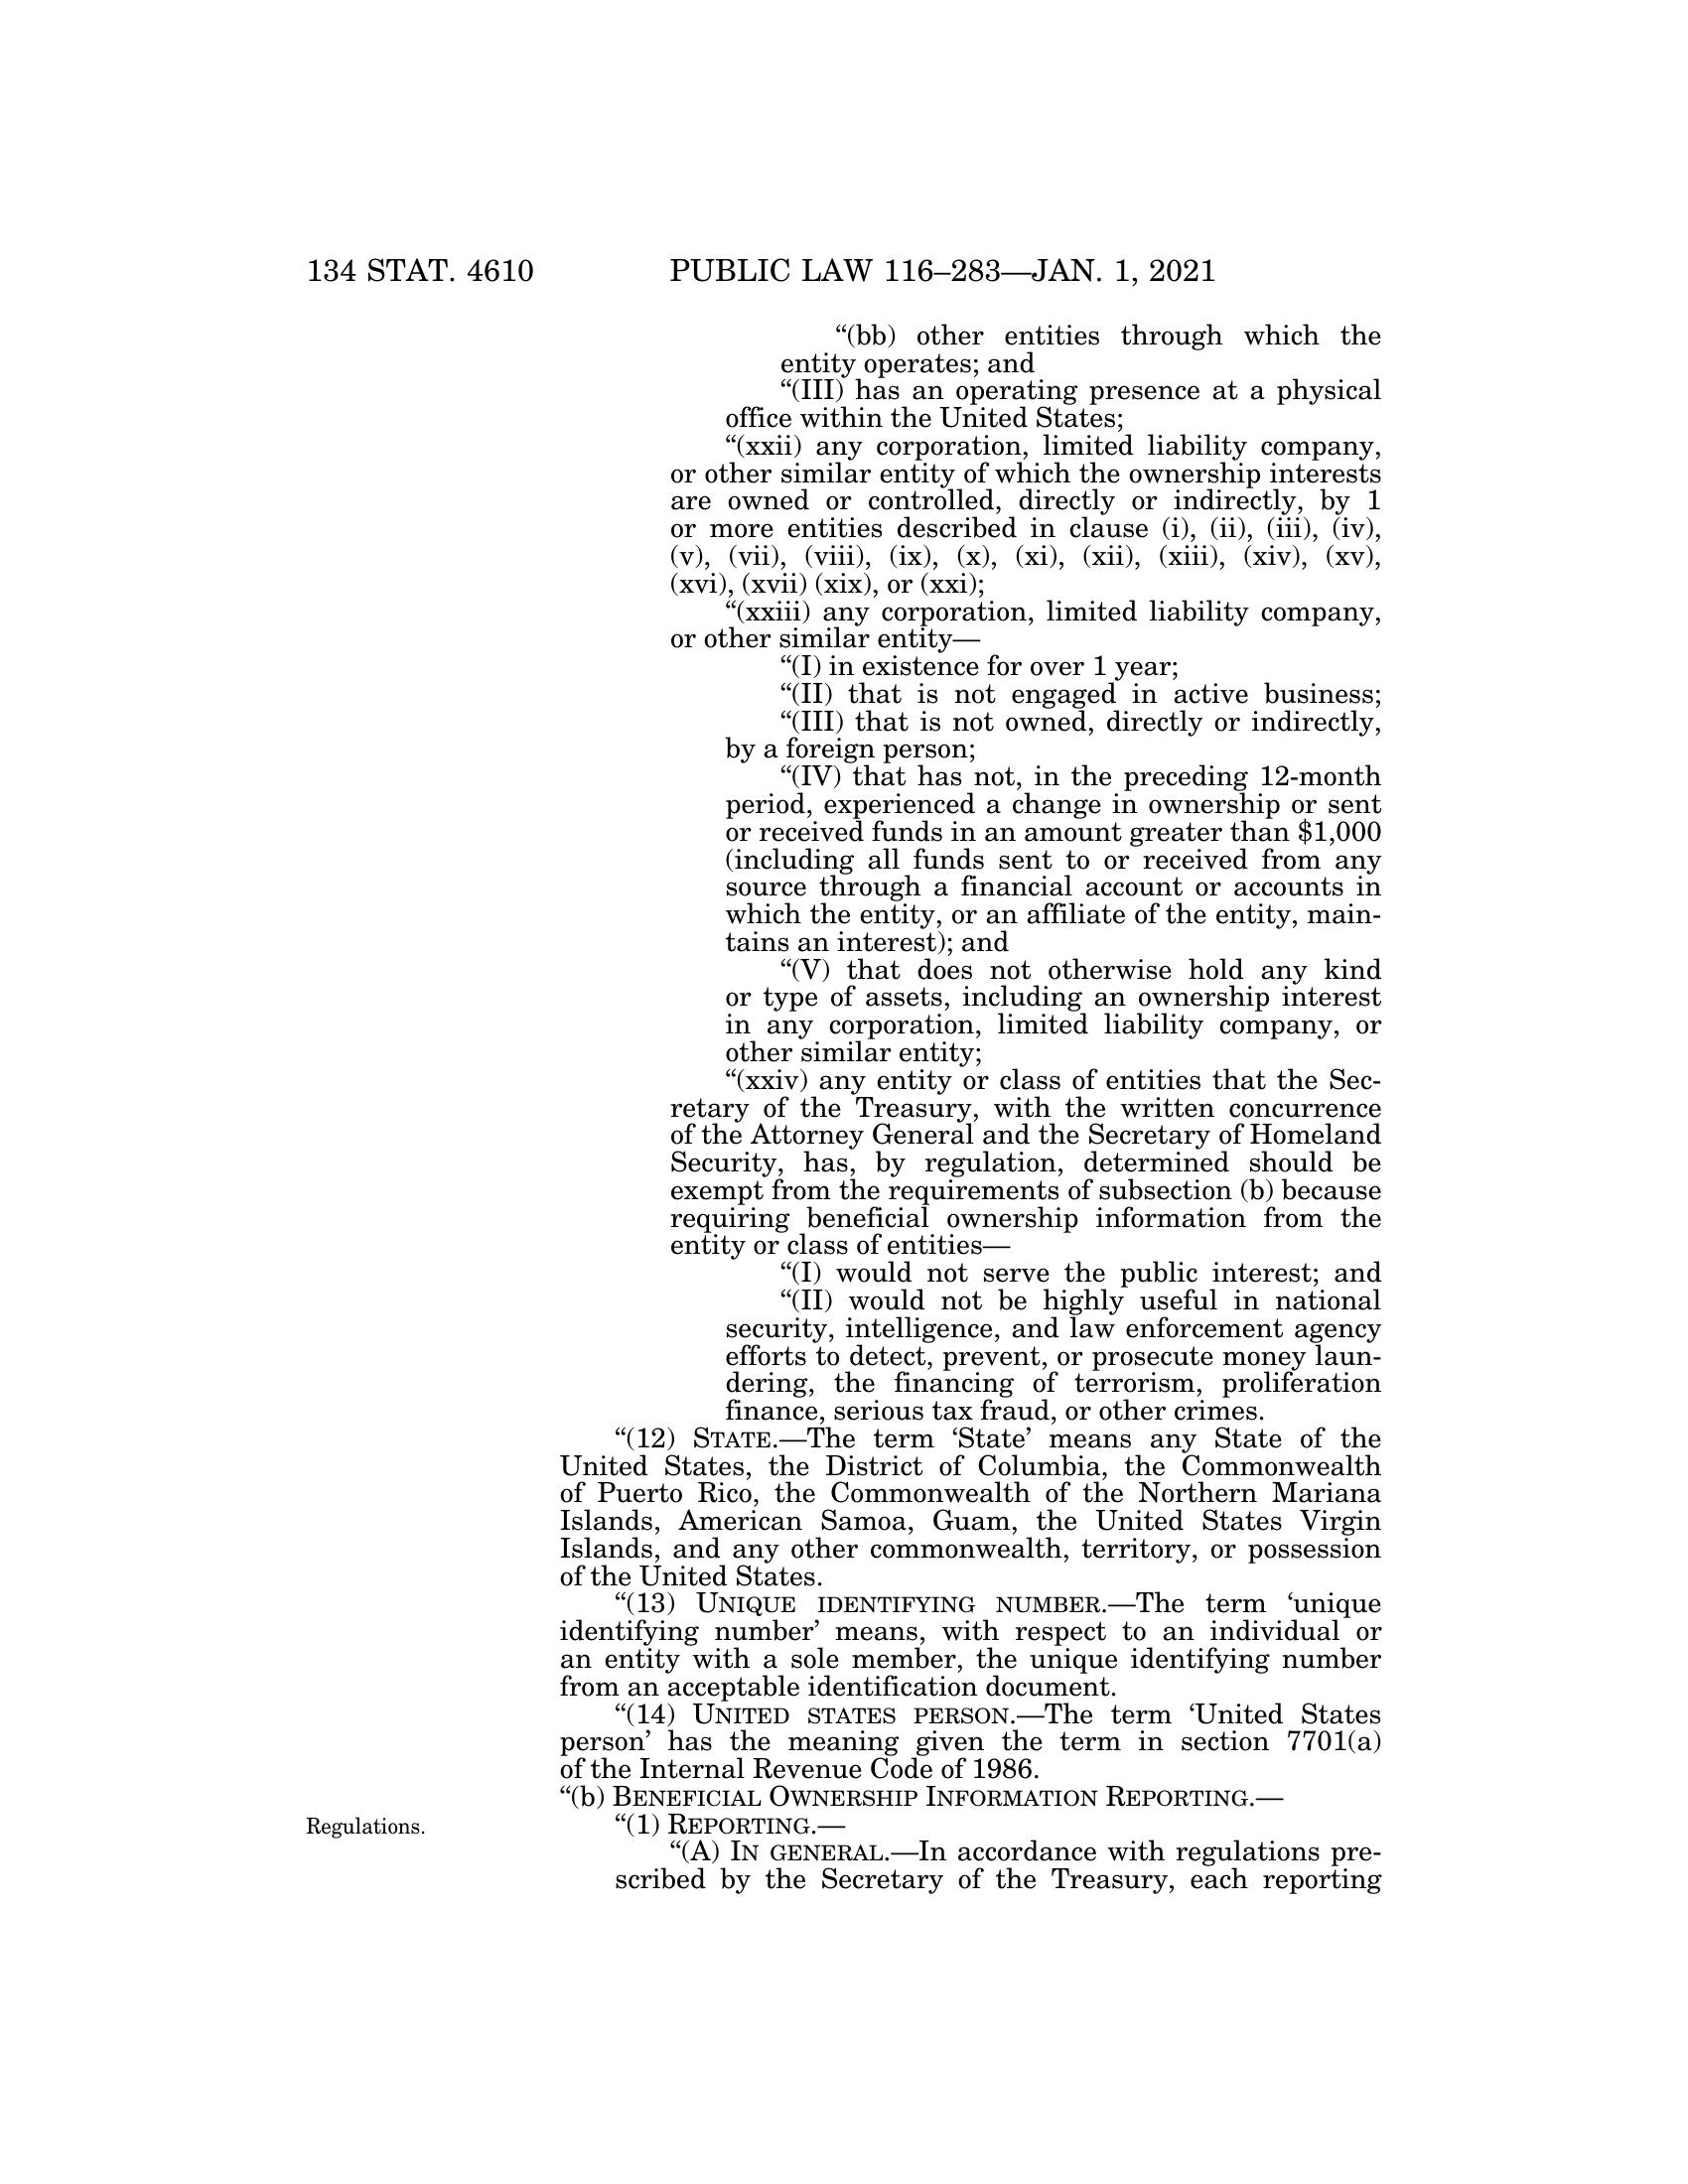 134 STAT. 4610 PUBLIC LAW 116–283—JAN. 1, 2021
“(bb) other entities through which the
entity operates; and
“(III) has an operating presence at a physical
office within the United States;
“(xxii) any corporation, limited liability company,
or other similar entity of which the ownership interests
are owned or controlled, directly or indirectly, by 1
or more entities described in clause (i), (ii), (iii), (iv),
(v), (vii), (viii), (ix), (x), (xi), (xii), (xiii), (xiv), (xv),
(xvi), (xvii) (xix), or (xxi);
“(xxiii) any corporation, limited liability company,
or other similar entity—
“(I) in existence for over 1 year;
“(II) that is not engaged in active business;
“(III) that is not owned, directly or indirectly,
by a foreign person;
“(IV) that has not, in the preceding 12-month
period, experienced a change in ownership or sent
or received funds in an amount greater than $1,000
(including all funds sent to or received from any
source through a financial account or accounts in
which the entity, or an affiliate of the entity, main-
tains an interest); and
“(V) that does not otherwise hold any kind
or type of assets, including an ownership interest
in any corporation, limited liability company, or
other similar entity;
“(xxiv) any entity or class of entities that the Sec-
retary of the Treasury, with the written concurrence
of the Attorney General and the Secretary of Homeland
Security, has, by regulation, determined should be
exempt from the requirements of subsection (b) because
requiring beneficial ownership information from the
entity or class of entities—
“(I) would not serve the public interest; and
“(II) would not be highly useful in national
security, intelligence, and law enforcement agency
efforts to detect, prevent, or prosecute money laun-
dering, the financing of terrorism, proliferation
finance, serious tax fraud, or other crimes.
“(12) STATE.—The term ‘State’ means any State of the
United States, the District of Columbia, the Commonwealth
of Puerto Rico, the Commonwealth of the Northern Mariana
Islands, American Samoa, Guam, the United States Virgin
Islands, and any other commonwealth, territory, or possession
of the United States.
“(13) UNIQUE IDENTIFYING NUMBER.—The term ‘unique
identifying number’ means, with respect to an individual or
an entity with a sole member, the unique identifying number
from an acceptable identification document.
“(14) UNITED STATES PERSON.—The term ‘United States
person’ has the meaning given the term in section 7701(a)
of the Internal Revenue Code of 1986.
“(b) BENEFICIAL OWNERSHIP INFORMATION REPORTING.—
Regulations. “(1) REPORTING.—
“(A) IN GENERAL.—In accordance with regulations pre-
scribed by the Secretary of the Treasury, each reporting